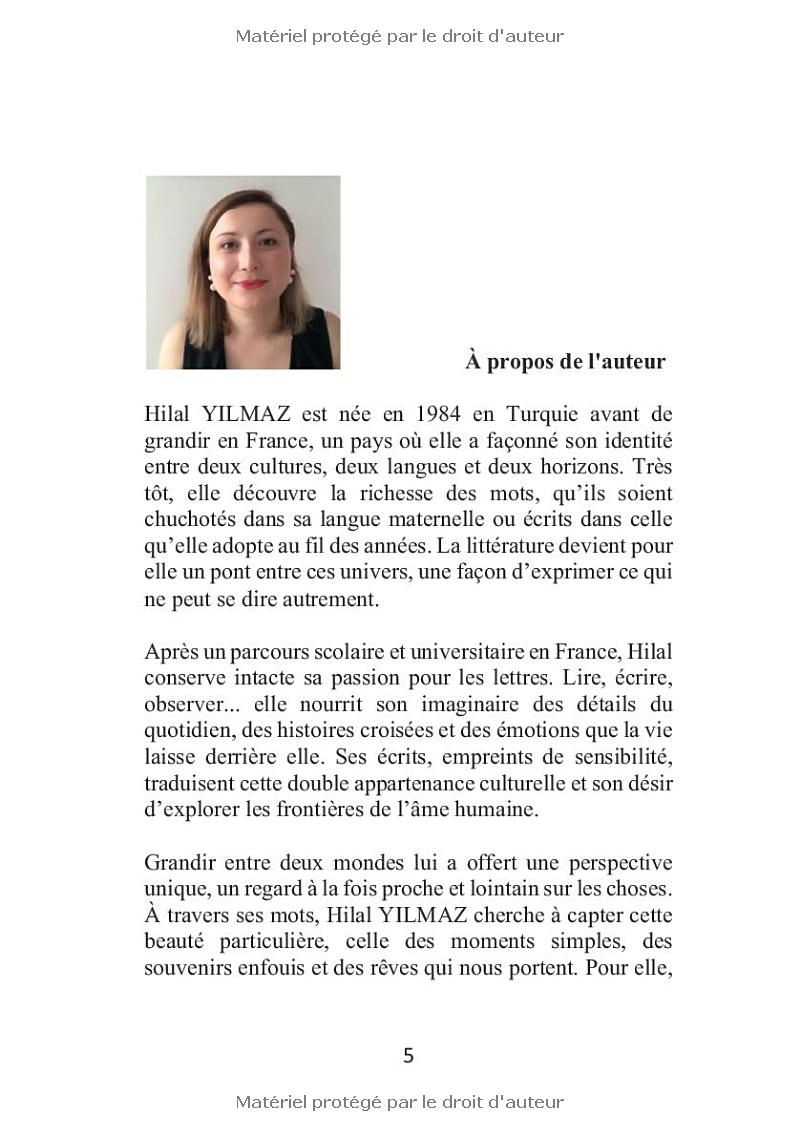 Matériel protégé par le droit d'auteur
À propos de l'auteur
Hilal YILMAZ est née en 1984 en Turquie avant de
grandir en France, un pays où elle a façonné son identité
entre deux cultures, deux langues et deux horizons. Très
tôt, elle découvre la richesse des mots, qu’ils soient
chuchotés dans sa langue maternelle ou écrits dans celle
qu’elle adopte au fil des années. La littérature devient pour
elle un pont entre ces univers, une façon d’exprimer ce qui
ne peut se dire autrement.
Après un parcours scolaire et universitaire en France, Hilal
conserve intacte sa passion pour les lettres. Lire, écrire,
observer... elle nourrit son imaginaire des détails du
quotidien, des histoires croisées et des émotions que la vie
laisse derrière elle. Ses écrits, empreints de sensibilité,
traduisent cette double appartenance culturelle et son désir
d’explorer les frontières de l’âme humaine.
Grandir entre deux mondes lui a offert une perspective
unique, un regard à la fois proche et lointain sur les choses.
À travers ses mots, Hilal YILMAZ cherche à capter cette
beauté particulière, celle des moments simples, des
souvenirs enfouis et des rêves qui nous portent. Pour elle,
5
Matériel protégé par le droit d'auteur